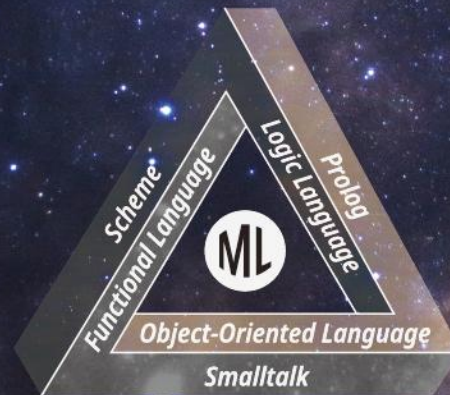 Scheme
Functional Language
Prolog
Logic Language
ML
Object-Oriented Language
Smalltalk